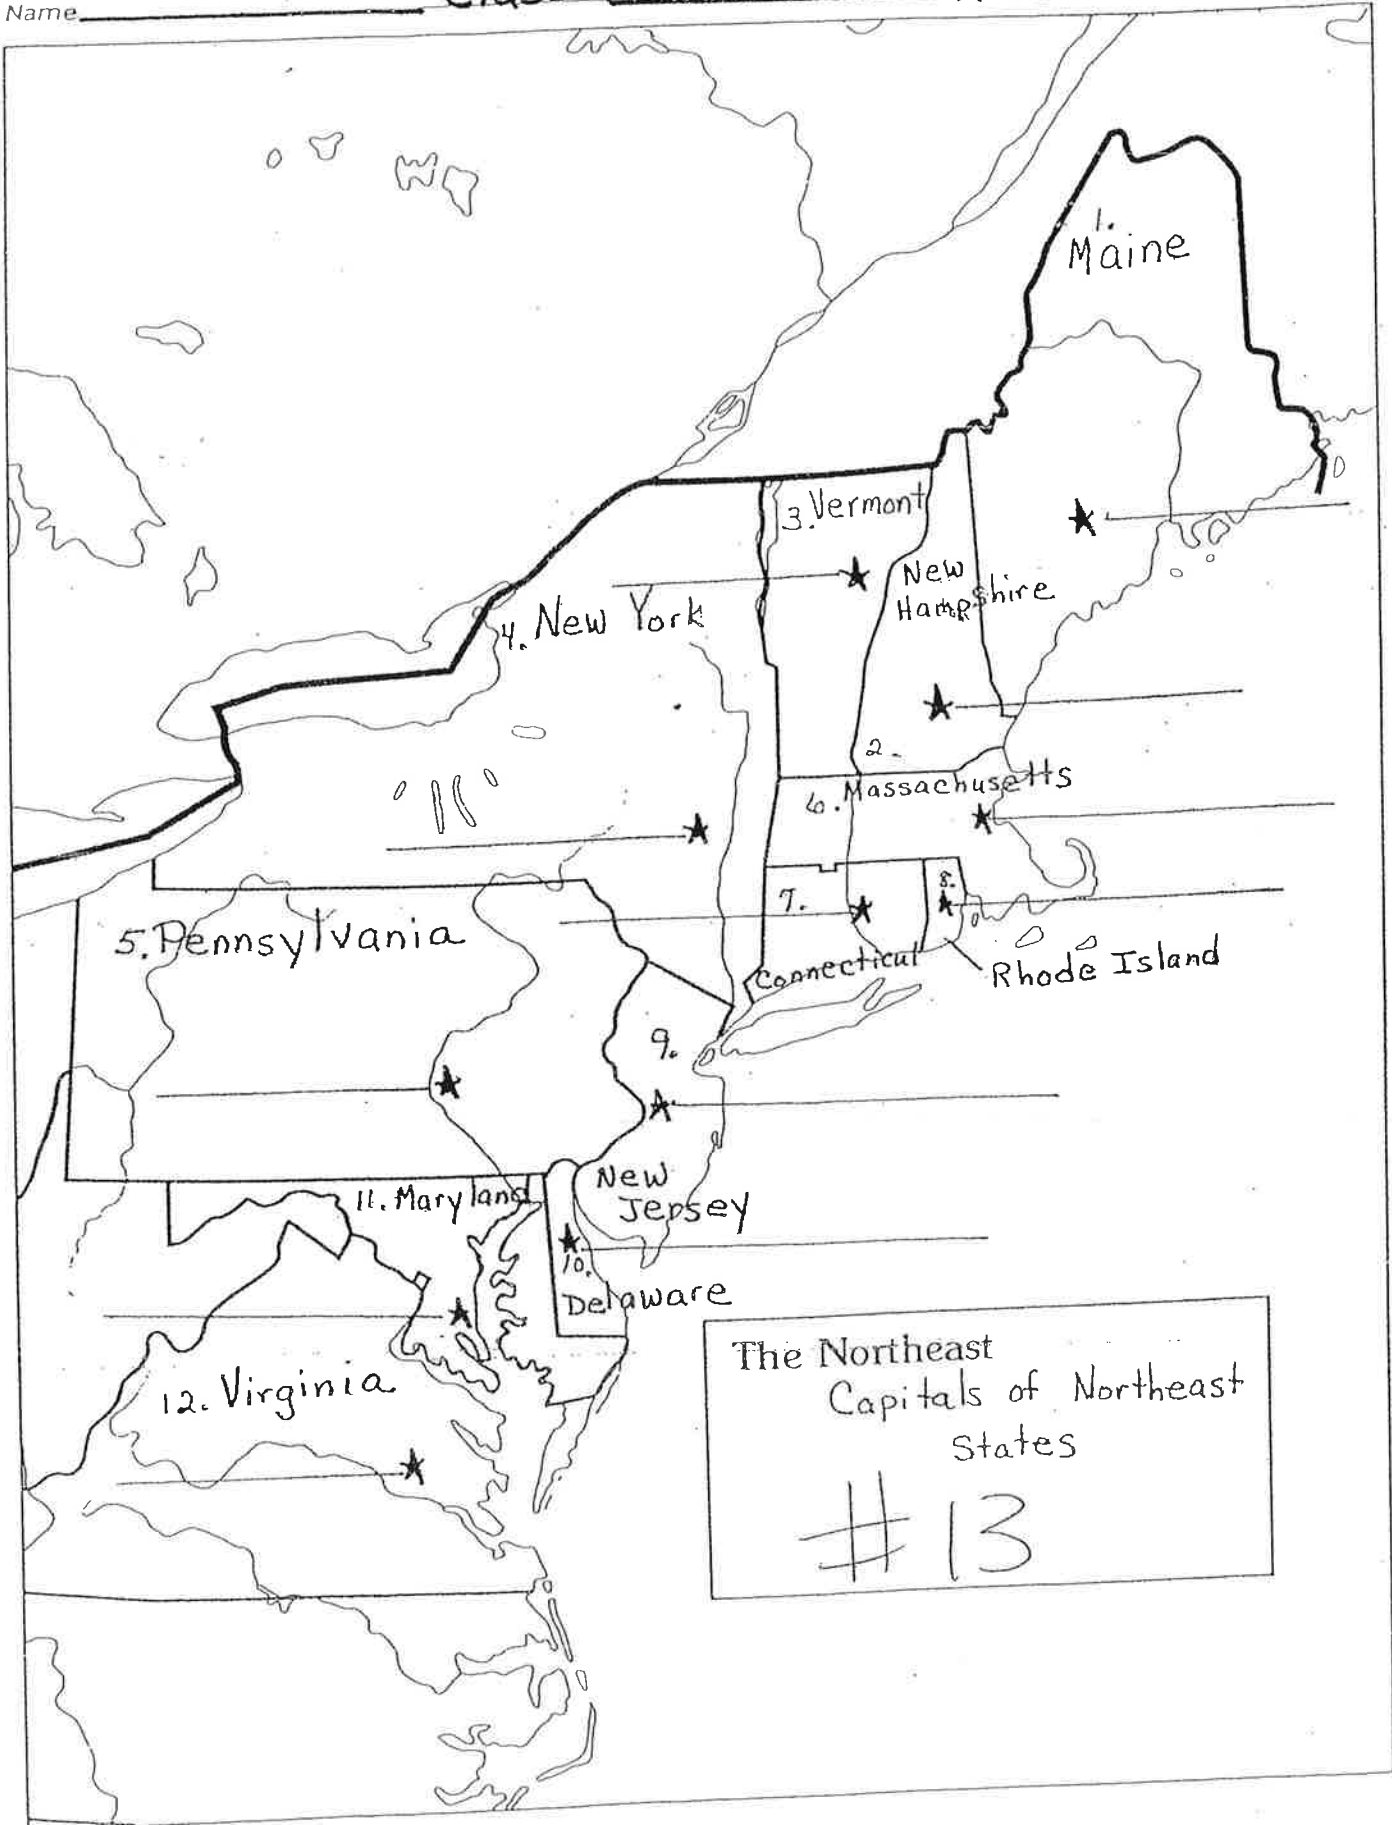 Name
1.
Maine
3. Vermont
New
Hampshire
4. New York
2.
6. Massachusetts
7.
8.
5. Pennsylvania
Connecticut
Rhode Island
9.
11. Maryland
New
Jersey
10.
Delaware
12. Virginia
The Northeast
Capitals of Northeast
States
#13